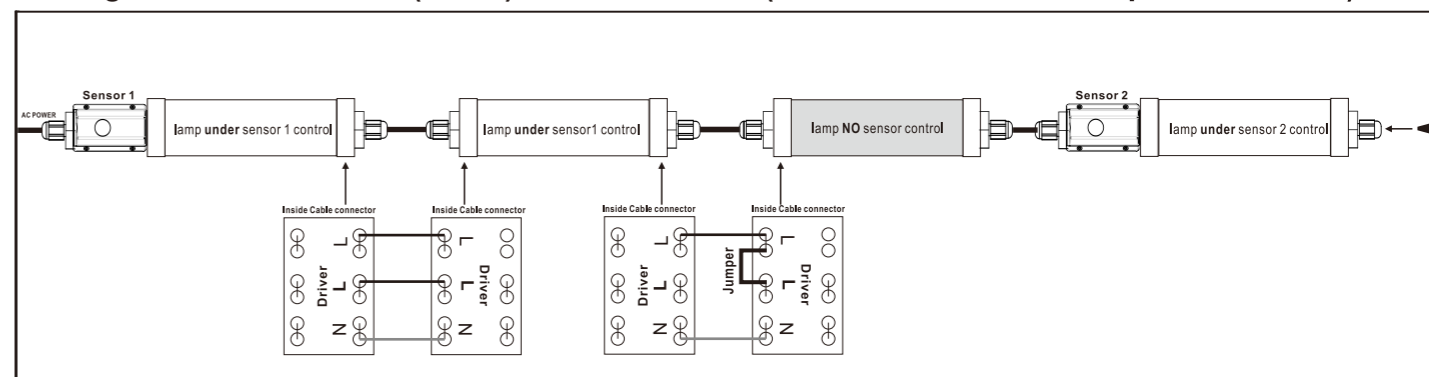 Sensor 1
Sensor 2
AC POWER
lamp under sensor 1 control
lamp under sensor1 control
lamp NO sensor control
lamp under sensor 2 control
Inside Cable connector
Inside Cable connector
Inside Cable connector
Inside Cable connector
L
L
L
L
Driver
L
L
Driver
Driver
L
Jumper
L
Driver
N
N
N
N